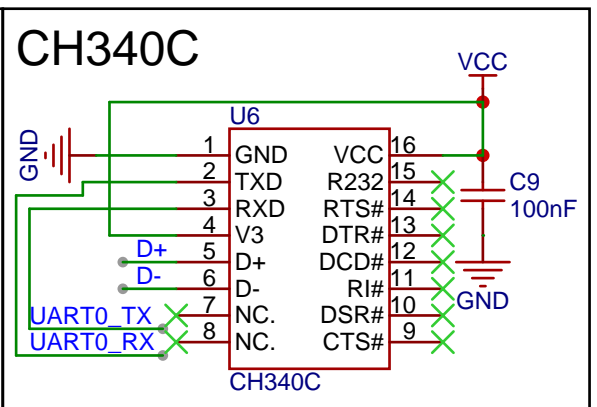 CH340C
VCC
U6
GND
1 GND VCC 16
2 TXD R232 15
3 RXD RTS# 14
4 V3 DTR# 13
D+ 5 D+ DCD# 12
D- 6 D- RI# 11
UART0_TX 7 NC. DSR# 10
UART0_RX 8 NC. CTS# 9
CH340C
C9
100nF
GND